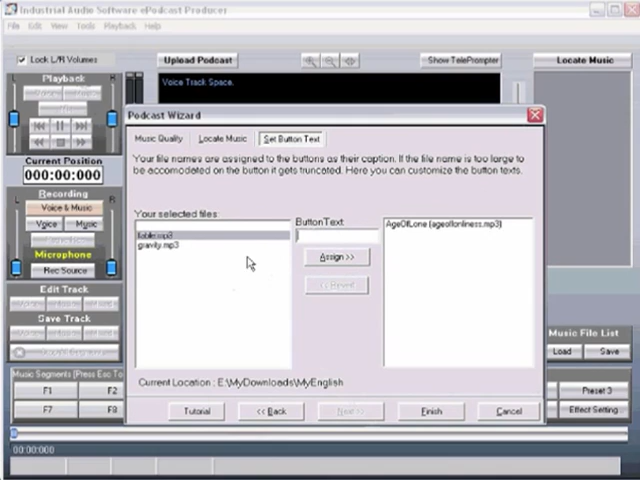 Industrial Audio Software ePodcast Producer
File Edit View Tools Playback Help
Lock L/R Volumes
Upload Podcast
Show TelePrompter
Locate Music
Playback
Voice Track Space.
L R
Podcast Wizard
Music Quality Locate Music Set Button Text
Your file names are assigned to the buttons as their caption. If the file name is too large to
be accomodated on the button it gets truncated. Here you can customize the button texts.
Current Position
000:00:000
Recording
L R
Voice & Music
Voice Music
Microphone
Rec Source
Your selected files:
fable.mp3
gravity.mp3
ButtonText
Assign >>
<< Revert
AgeOfLone (ageoflonliness.mp3)
Edit Track
Save Track
Music File List
Load Save
Current Location : E:\MyDownloads\MyEnglish
Music Segments [Press Esc To
F1 F2
F7 F8
Preset 3
Effect Setting
Tutorial << Back Next >> Finish Cancel
00:00:000